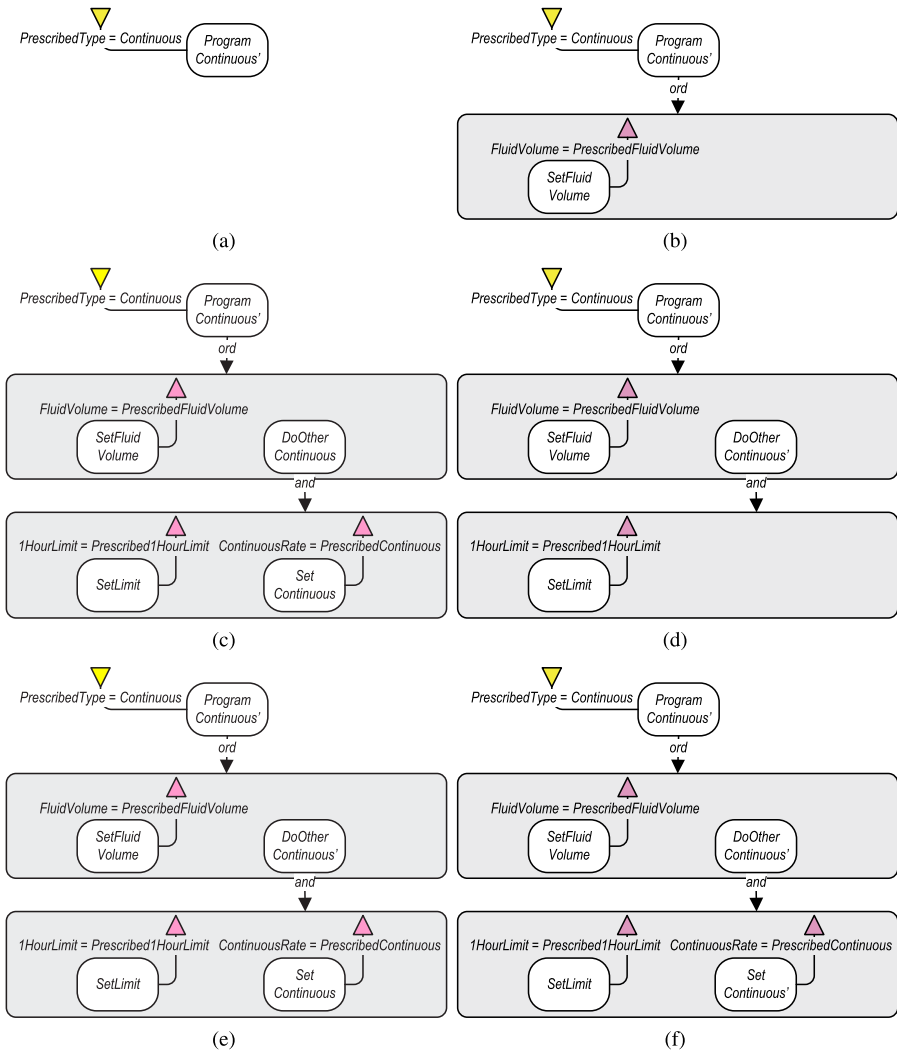 PrescribedType = Continuous
Program
Continuous'
(a)
PrescribedType = Continuous
Program
Continuous'
ord
FluidVolume = PrescribedFluidVolume
SetFluid
Volume
(b)
PrescribedType = Continuous
Program
Continuous'
ord
FluidVolume = PrescribedFluidVolume
SetFluid
Volume
DoOther
Continuous
and
1HourLimit = Prescribed1HourLimit
ContinuousRate = PrescribedContinuous
SetLimit
Set
Continuous
(c)
PrescribedType = Continuous
Program
Continuous'
ord
FluidVolume = PrescribedFluidVolume
SetFluid
Volume
DoOther
Continuous'
and
1HourLimit = Prescribed1HourLimit
SetLimit
(d)
PrescribedType = Continuous
Program
Continuous'
ord
FluidVolume = PrescribedFluidVolume
SetFluid
Volume
DoOther
Continuous'
and
1HourLimit = Prescribed1HourLimit
ContinuousRate = PrescribedContinuous
SetLimit
Set
Continuous
(e)
PrescribedType = Continuous
Program
Continuous'
ord
FluidVolume = PrescribedFluidVolume
SetFluid
Volume
DoOther
Continuous'
and
1HourLimit = Prescribed1HourLimit
ContinuousRate = PrescribedContinuous
SetLimit
Set
Continuous'
(f)